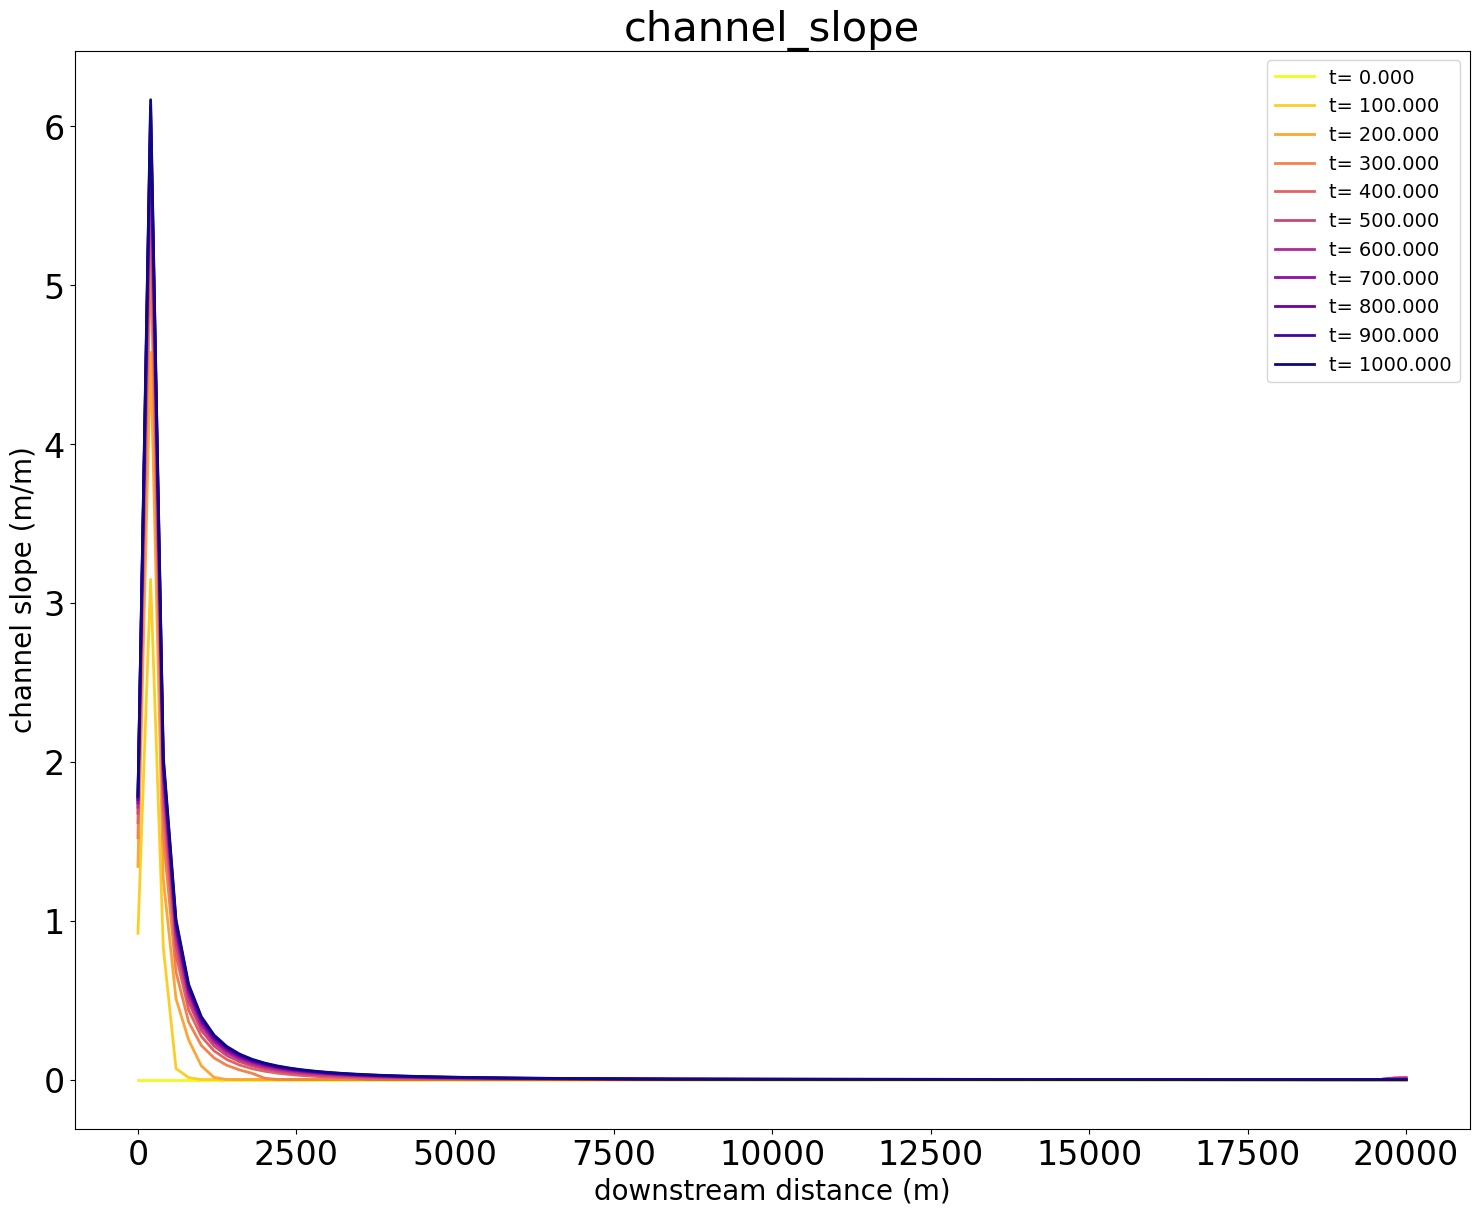 channel_slope
t= 0.000
t= 100.000
t= 200.000
t= 300.000
t= 400.000
t= 500.000
t= 600.000
t= 700.000
t= 800.000
t= 900.000
t= 1000.000
6
5
4
3
2
1
0
channel slope (m/m)
0 2500 5000 7500 10000 12500 15000 17500 20000
downstream distance (m)